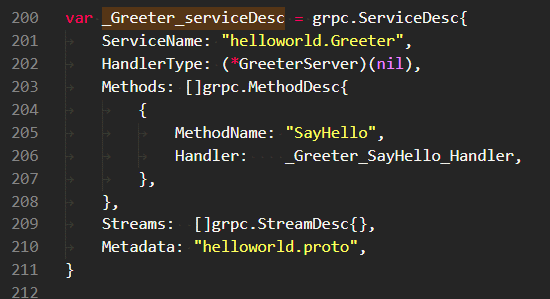 200 var _Greeter_serviceDesc = grpc.ServiceDesc{
201 ServiceName: "helloworld.Greeter",
202 HandlerType: (*GreeterServer)(nil),
203 Methods: []grpc.MethodDesc{
204 {
205 MethodName: "SayHello",
206 Handler: _Greeter_SayHello_Handler,
207 },
208 },
209 Streams: []grpc.StreamDesc{},
210 Metadata: "helloworld.proto",
211 }
212